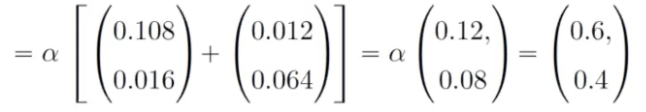 = α [ ( 0.108 0.016 ) + ( 0.012 0.064 ) ] = α ( 0.12, 0.08 ) = ( 0.6, 0.4 )